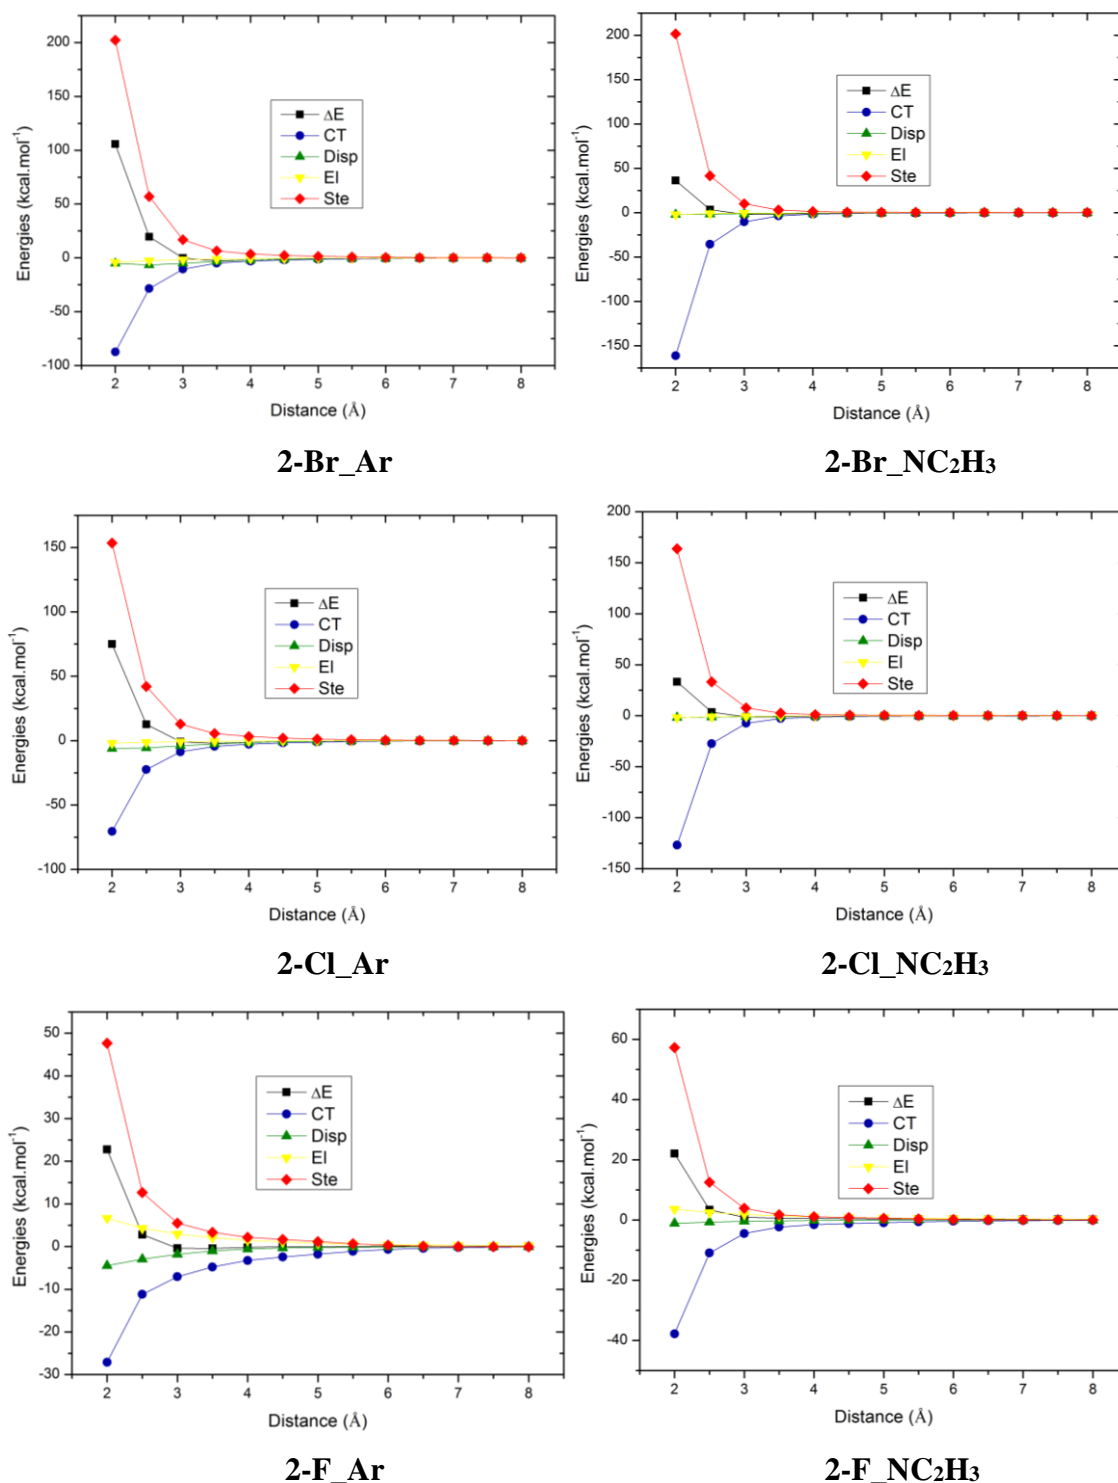 200
150
100
50
0
-50
-100
Energies (kcal.mol⁻¹)
ΔE
CT
Disp
El
Ste
2 3 4 5 6 7 8
Distance (Å)
2-Br_Ar
200
150
100
50
0
-50
-100
-150
Energies (kcal.mol⁻¹)
ΔE
CT
Disp
El
Ste
2 3 4 5 6 7 8
Distance (Å)
2-Br_NC₂H₃
150
100
50
0
-50
-100
Energies (kcal.mol⁻¹)
ΔE
CT
Disp
El
Ste
2 3 4 5 6 7 8
Distance (Å)
2-Cl_Ar
200
150
100
50
0
-50
-100
-150
Energies (kcal.mol⁻¹)
ΔE
CT
Disp
El
Ste
2 3 4 5 6 7 8
Distance (Å)
2-Cl_NC₂H₃
50
40
30
20
10
0
-10
-20
-30
Energies (kcal.mol⁻¹)
ΔE
CT
Disp
El
Ste
2 3 4 5 6 7 8
Distance (Å)
2-F_Ar
60
40
20
0
-20
-40
Energies (kcal.mol⁻¹)
ΔE
CT
Disp
El
Ste
2 3 4 5 6 7 8
Distance (Å)
2-F_NC₂H₃